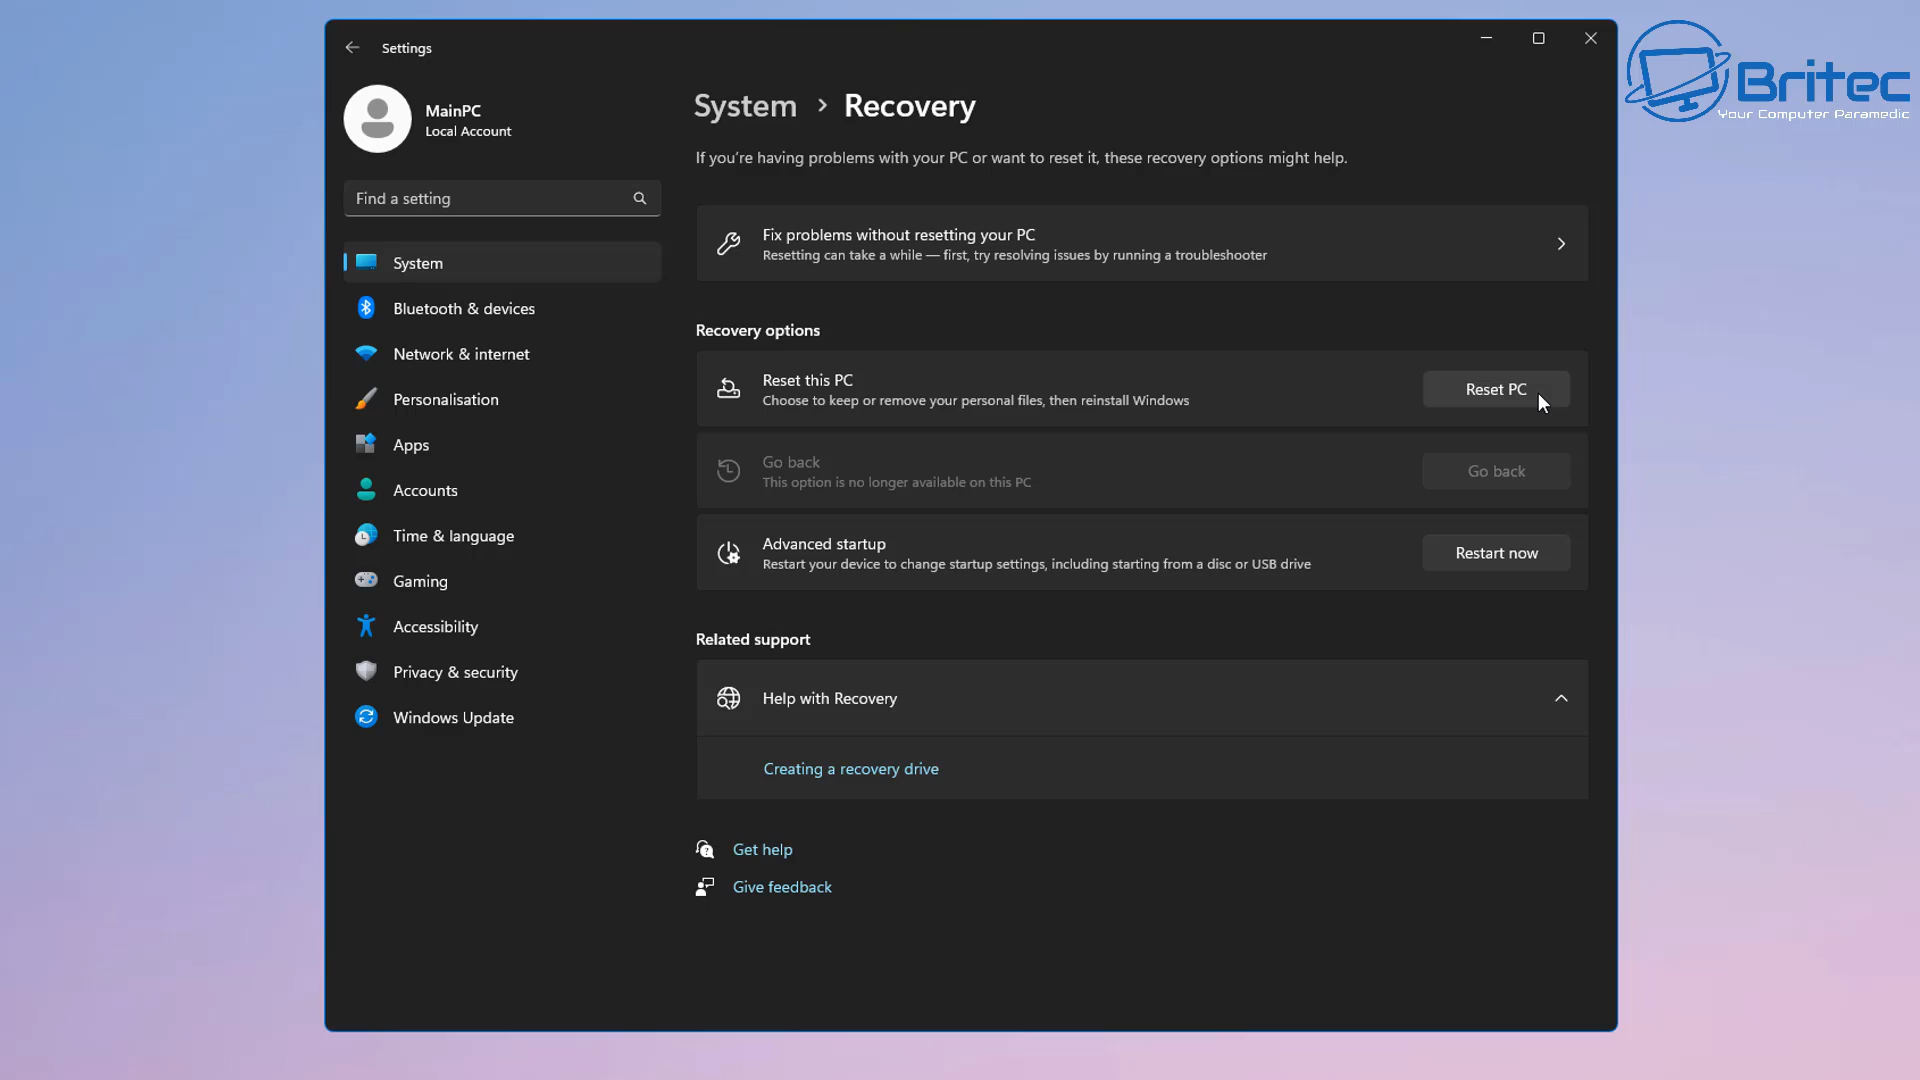 Settings
MainPC
Local Account
Find a setting
System
Bluetooth & devices
Network & internet
Personalisation
Apps
Accounts
Time & language
Gaming
Accessibility
Privacy & security
Windows Update
System > Recovery
If you're having problems with your PC or want to reset it, these recovery options might help.
Fix problems without resetting your PC
Resetting can take a while — first, try resolving issues by running a troubleshooter
Recovery options
Reset this PC
Choose to keep or remove your personal files, then reinstall Windows
Reset PC
Go back
This option is no longer available on this PC
Go back
Advanced startup
Restart your device to change startup settings, including starting from a disc or USB drive
Restart now
Related support
Help with Recovery
Creating a recovery drive
Get help
Give feedback
Britec
Your Computer Paramedic